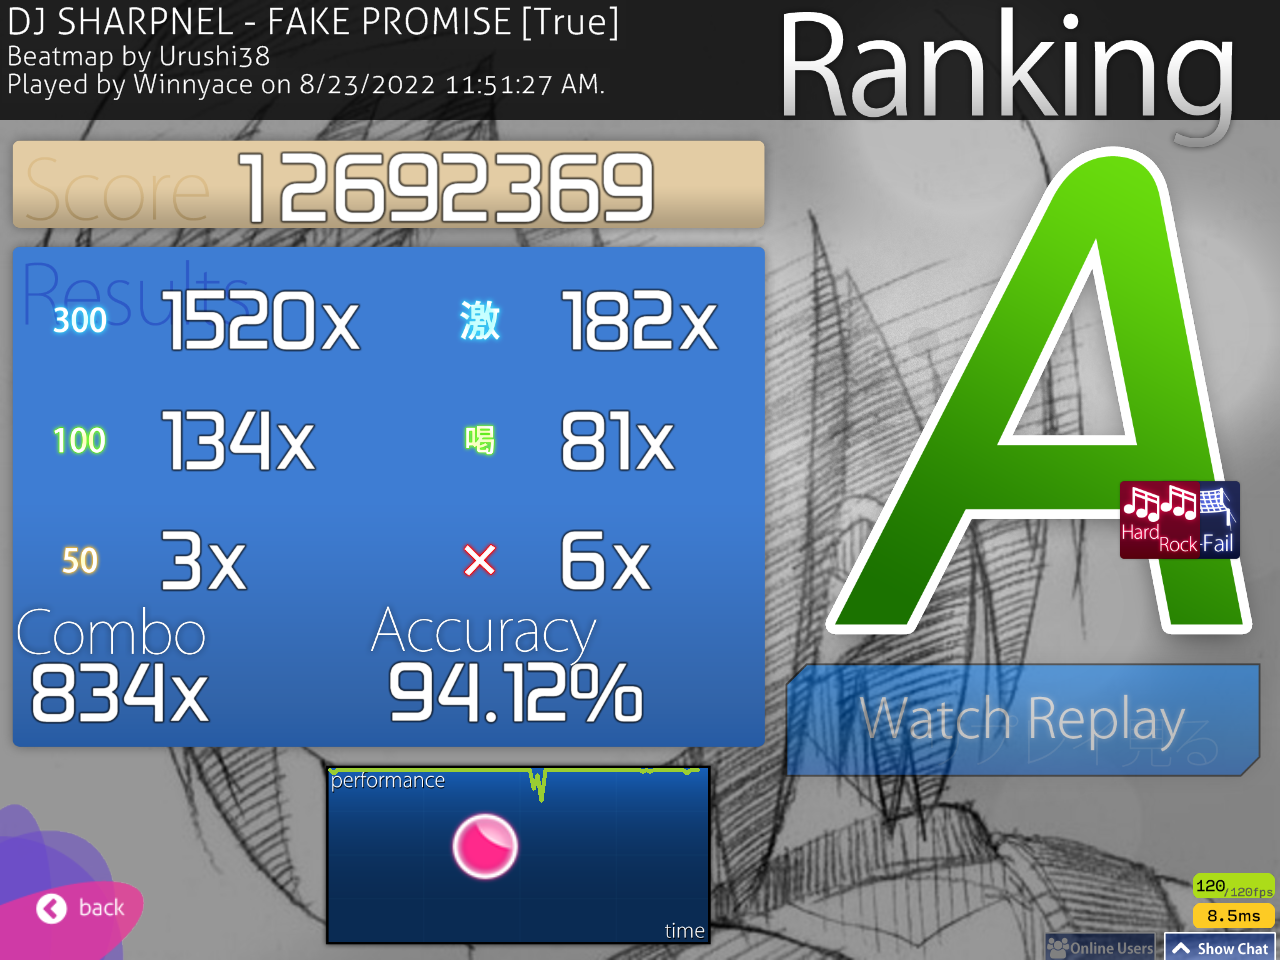 DJ SHARPNEL - FAKE PROMISE [True]
Beatmap by Urushi38
Played by Winnyace on 8/23/2022 11:51:27 AM.
Ranking
Score 12692369
Results
300 1520x 激 182x
100 134x 喝 81x
50 3x 6x
Combo Accuracy
834x 94.12%
Hard Rock -Fail
Watch Replay
performance
time
back
120/120fps
8.5ms
Online Users Show Chat